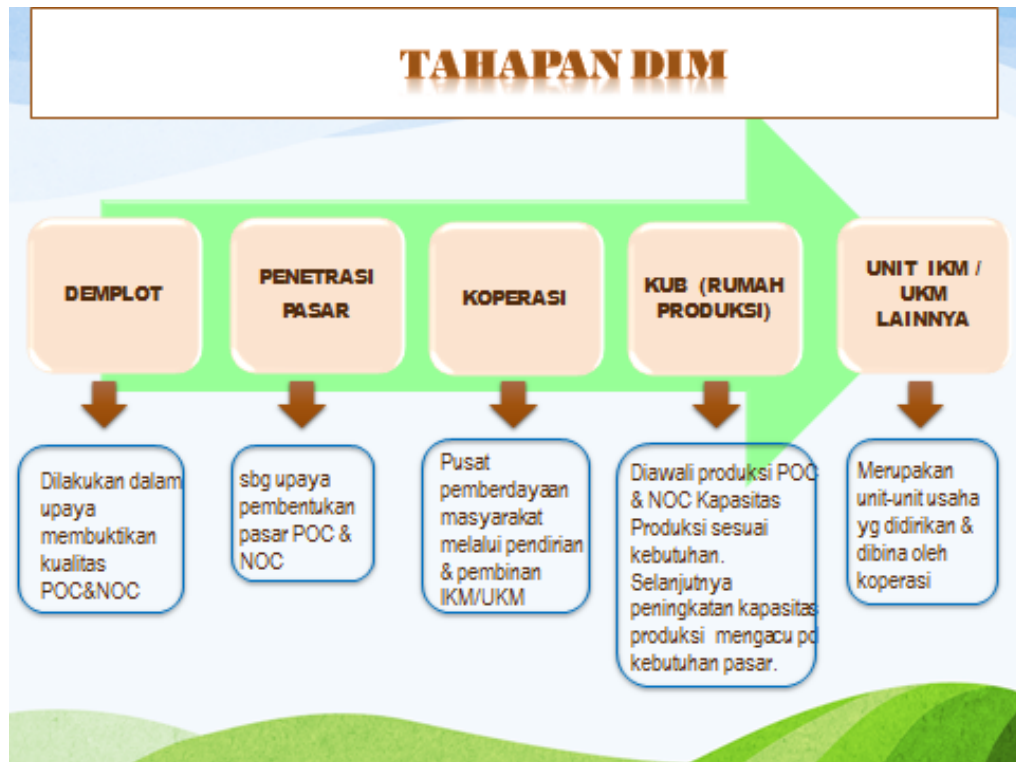 TAHAPAN DIM
DEMPLOT
PENETRASI
PASAR
KOPERASI
KUB (RUMAH
PRODUKSI)
UNIT IKM /
UKM
LAINNYA
Dilakukan dalam
upaya
membuktikan
kualitas
POC&NOC
sbg upaya
pembentukan
pasar POC &
NOC
Pusat
pemberdayaan
masyarakat
melalui pendirian
& pembinan
IKM/UKM
Diawali produksi POC
& NOC Kapasitas
Produksi sesuai
kebutuhan.
Selanjutnya
peningkatan kapasitas
produksi mengacu pd
kebutuhan pasar.
Merupakan
unit-unit usaha
yg didirikan &
dibina oleh
koperasi